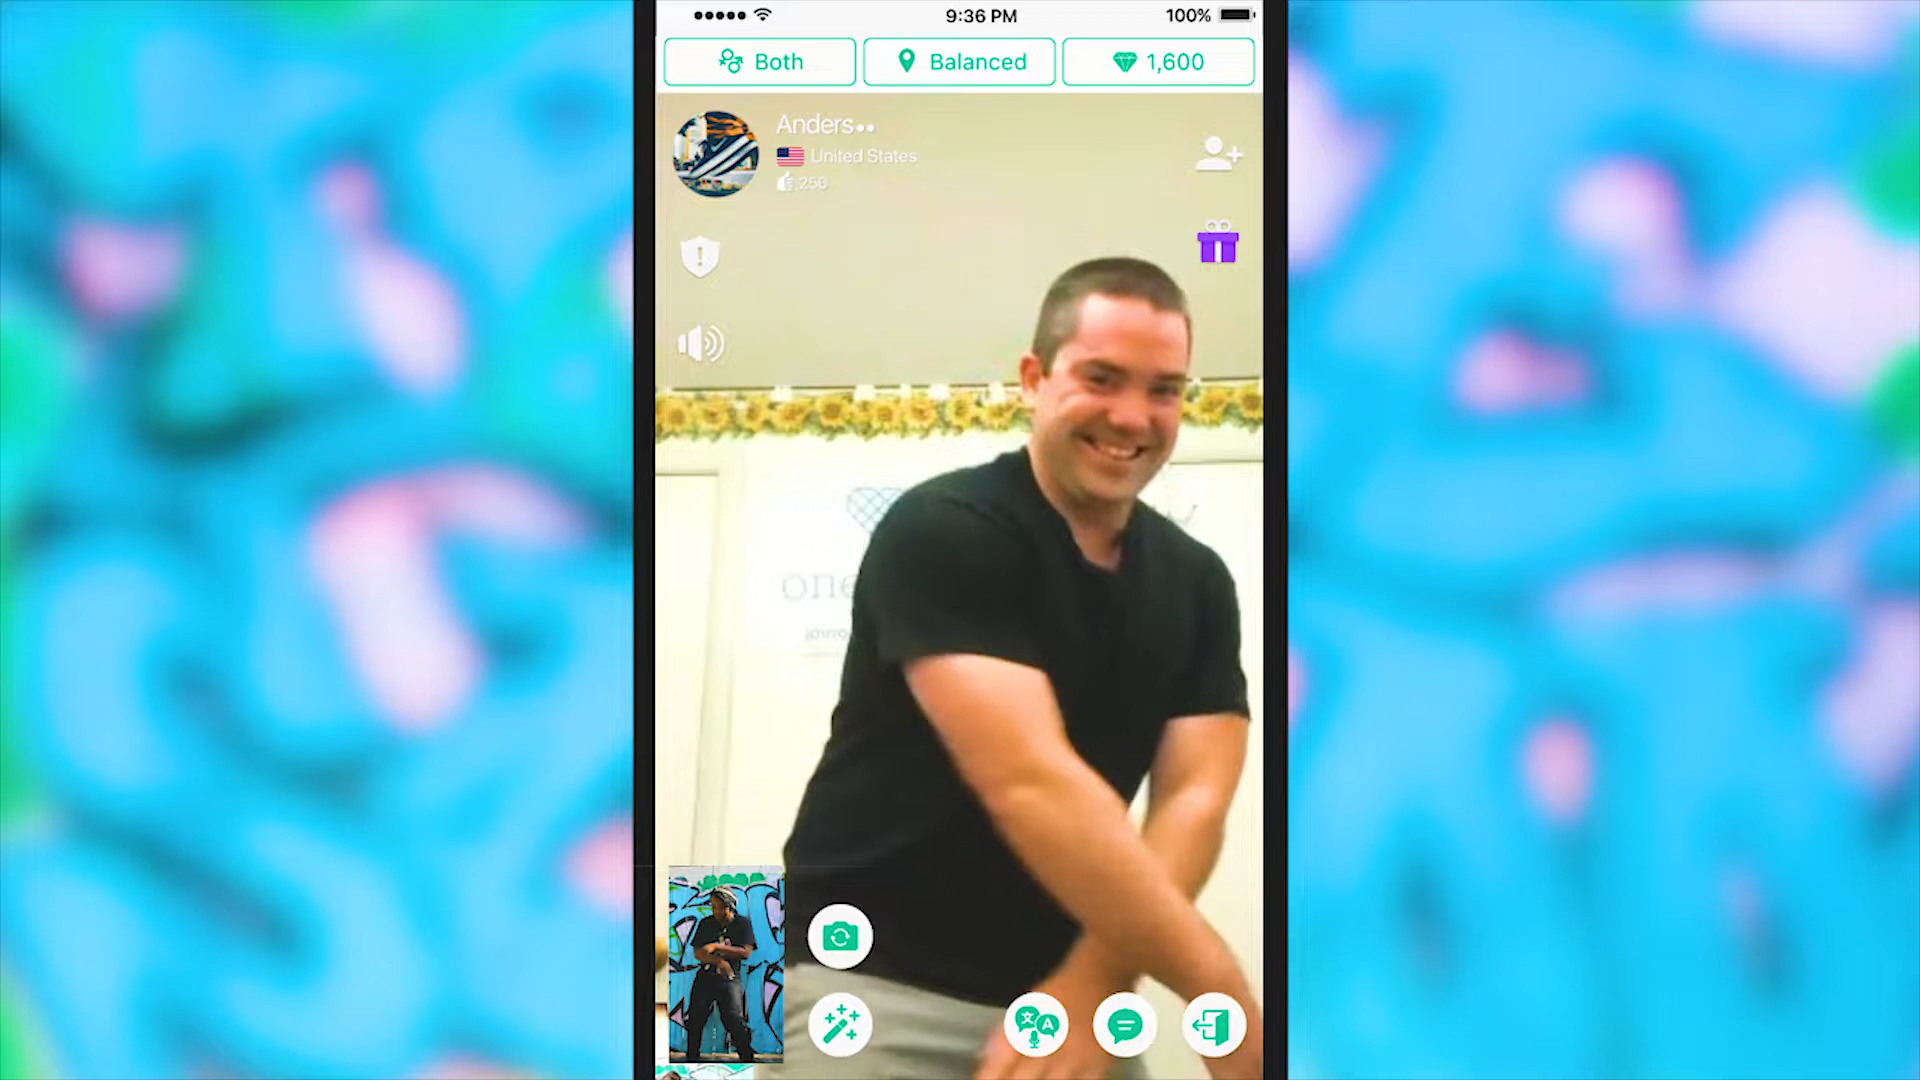 9:36 PM
100%
Both
Balanced
1,600
Anders
United States
256
one